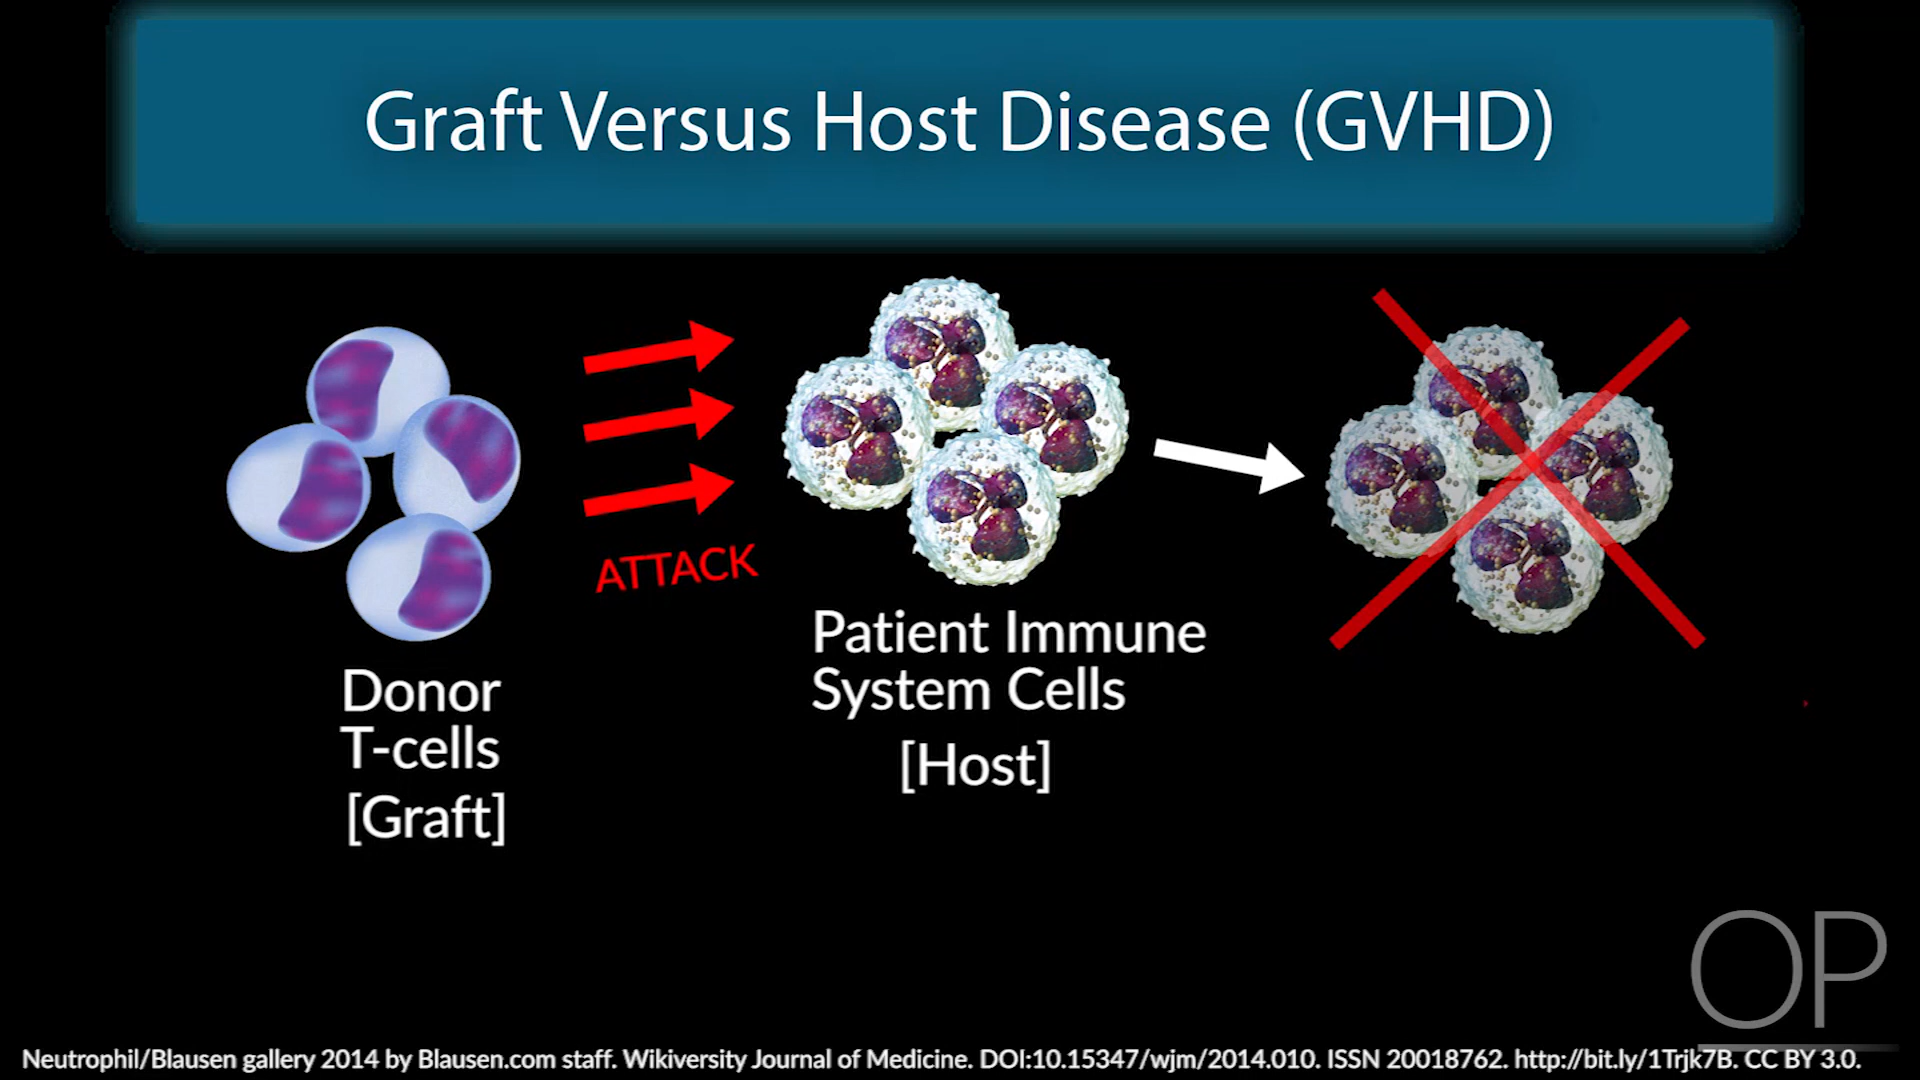 Graft Versus Host Disease (GVHD)
ATTACK
Patient Immune
System Cells
[Host]
Donor
T-cells
[Graft]
OP
Neutrophil/Blausen gallery 2014 by Blausen.com staff. Wikiversity Journal of Medicine. DOI:10.15347/wjm/2014.010. ISSN 20018762. http://bit.ly/1Trjk7B. CC BY 3.0.